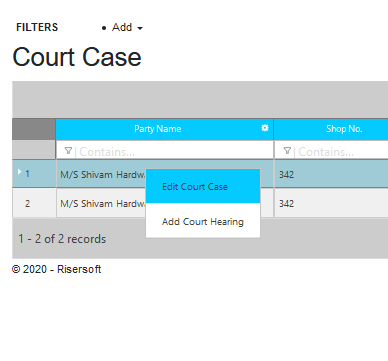 FILTERS • Add
Court Case
Party Name Shop No.
Contains... Contains...
1 M/S Shivam Hardw 342
Edit Court Case
2 M/S Shivam Hardw 342
Add Court Hearing
1 - 2 of 2 records
© 2020 - Risersoft